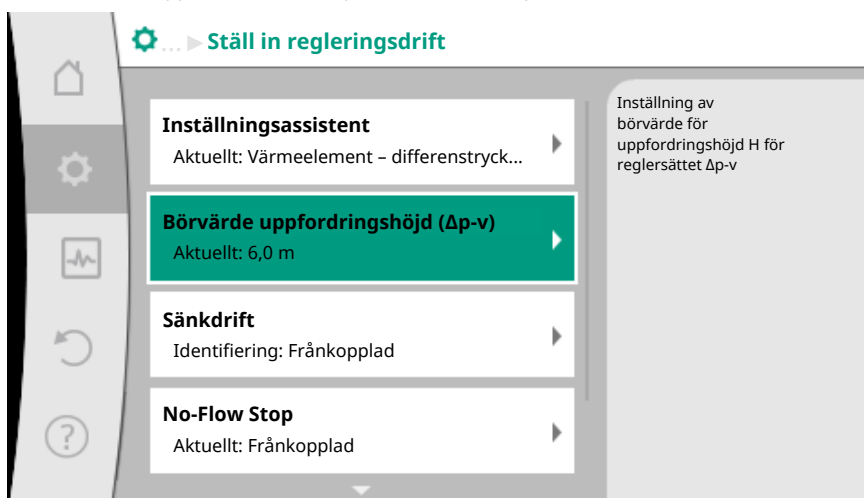 ... Ställ in regleringsdrift
Inställningsassistent
Aktuellt: Värmeelement – differenstryck...
Börvärde uppfordringshöjd (Δp-v)
Aktuellt: 6,0 m
Sänkdrift
Identifiering: Frånkopplad
No-Flow Stop
Aktuellt: Frånkopplad
Inställning av
börvärde för
uppfordringshöjd H för
reglersättet Δp-v
?